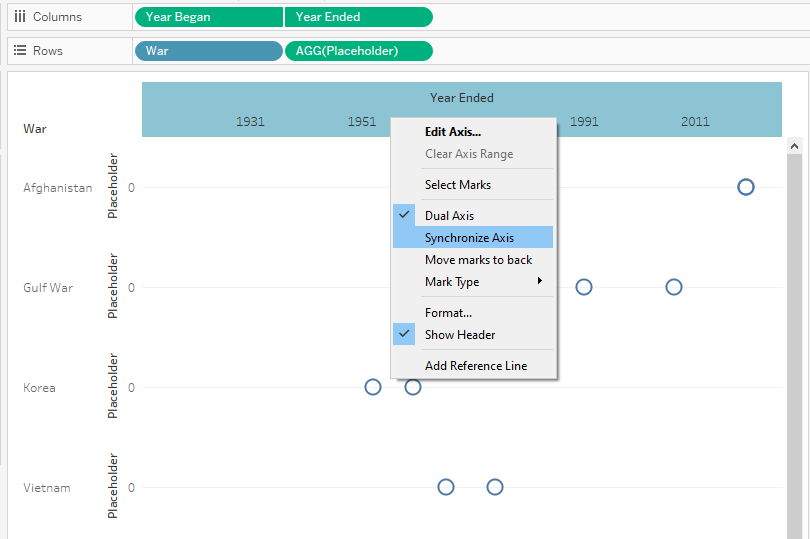 Columns
Year Began
Year Ended
Rows
War
AGG(Placeholder)
Year Ended
1931
1951
1991
2011
War
Edit Axis...
Clear Axis Range
Select Marks
Dual Axis
Synchronize Axis
Move marks to back
Mark Type
Format...
Show Header
Add Reference Line
Afghanistan
Placeholder
0
Gulf War
Placeholder
0
Korea
Placeholder
0
Vietnam
Placeholder
0